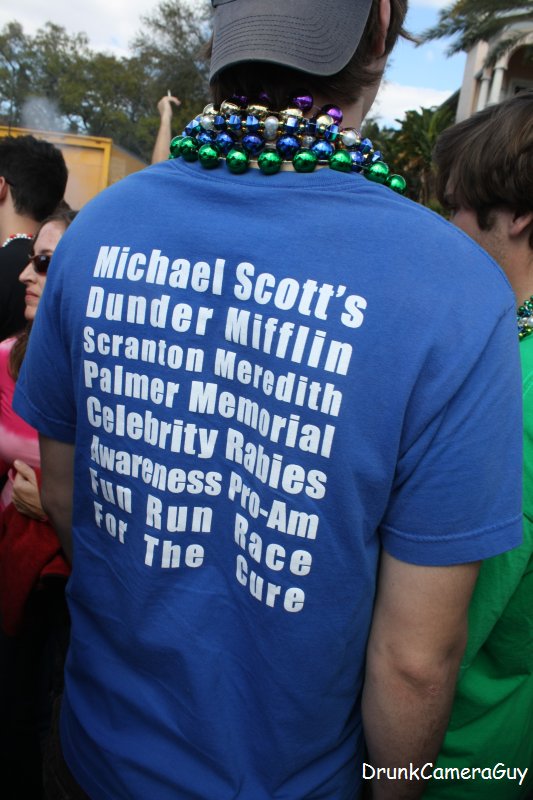 Michael Scott's
Dunder Mifflin
Scranton Meredith
Palmer Memorial
Celebrity Rabies
Awareness Pro-Am
Fun Run Race
For The Cure
DrunkCameraGuy